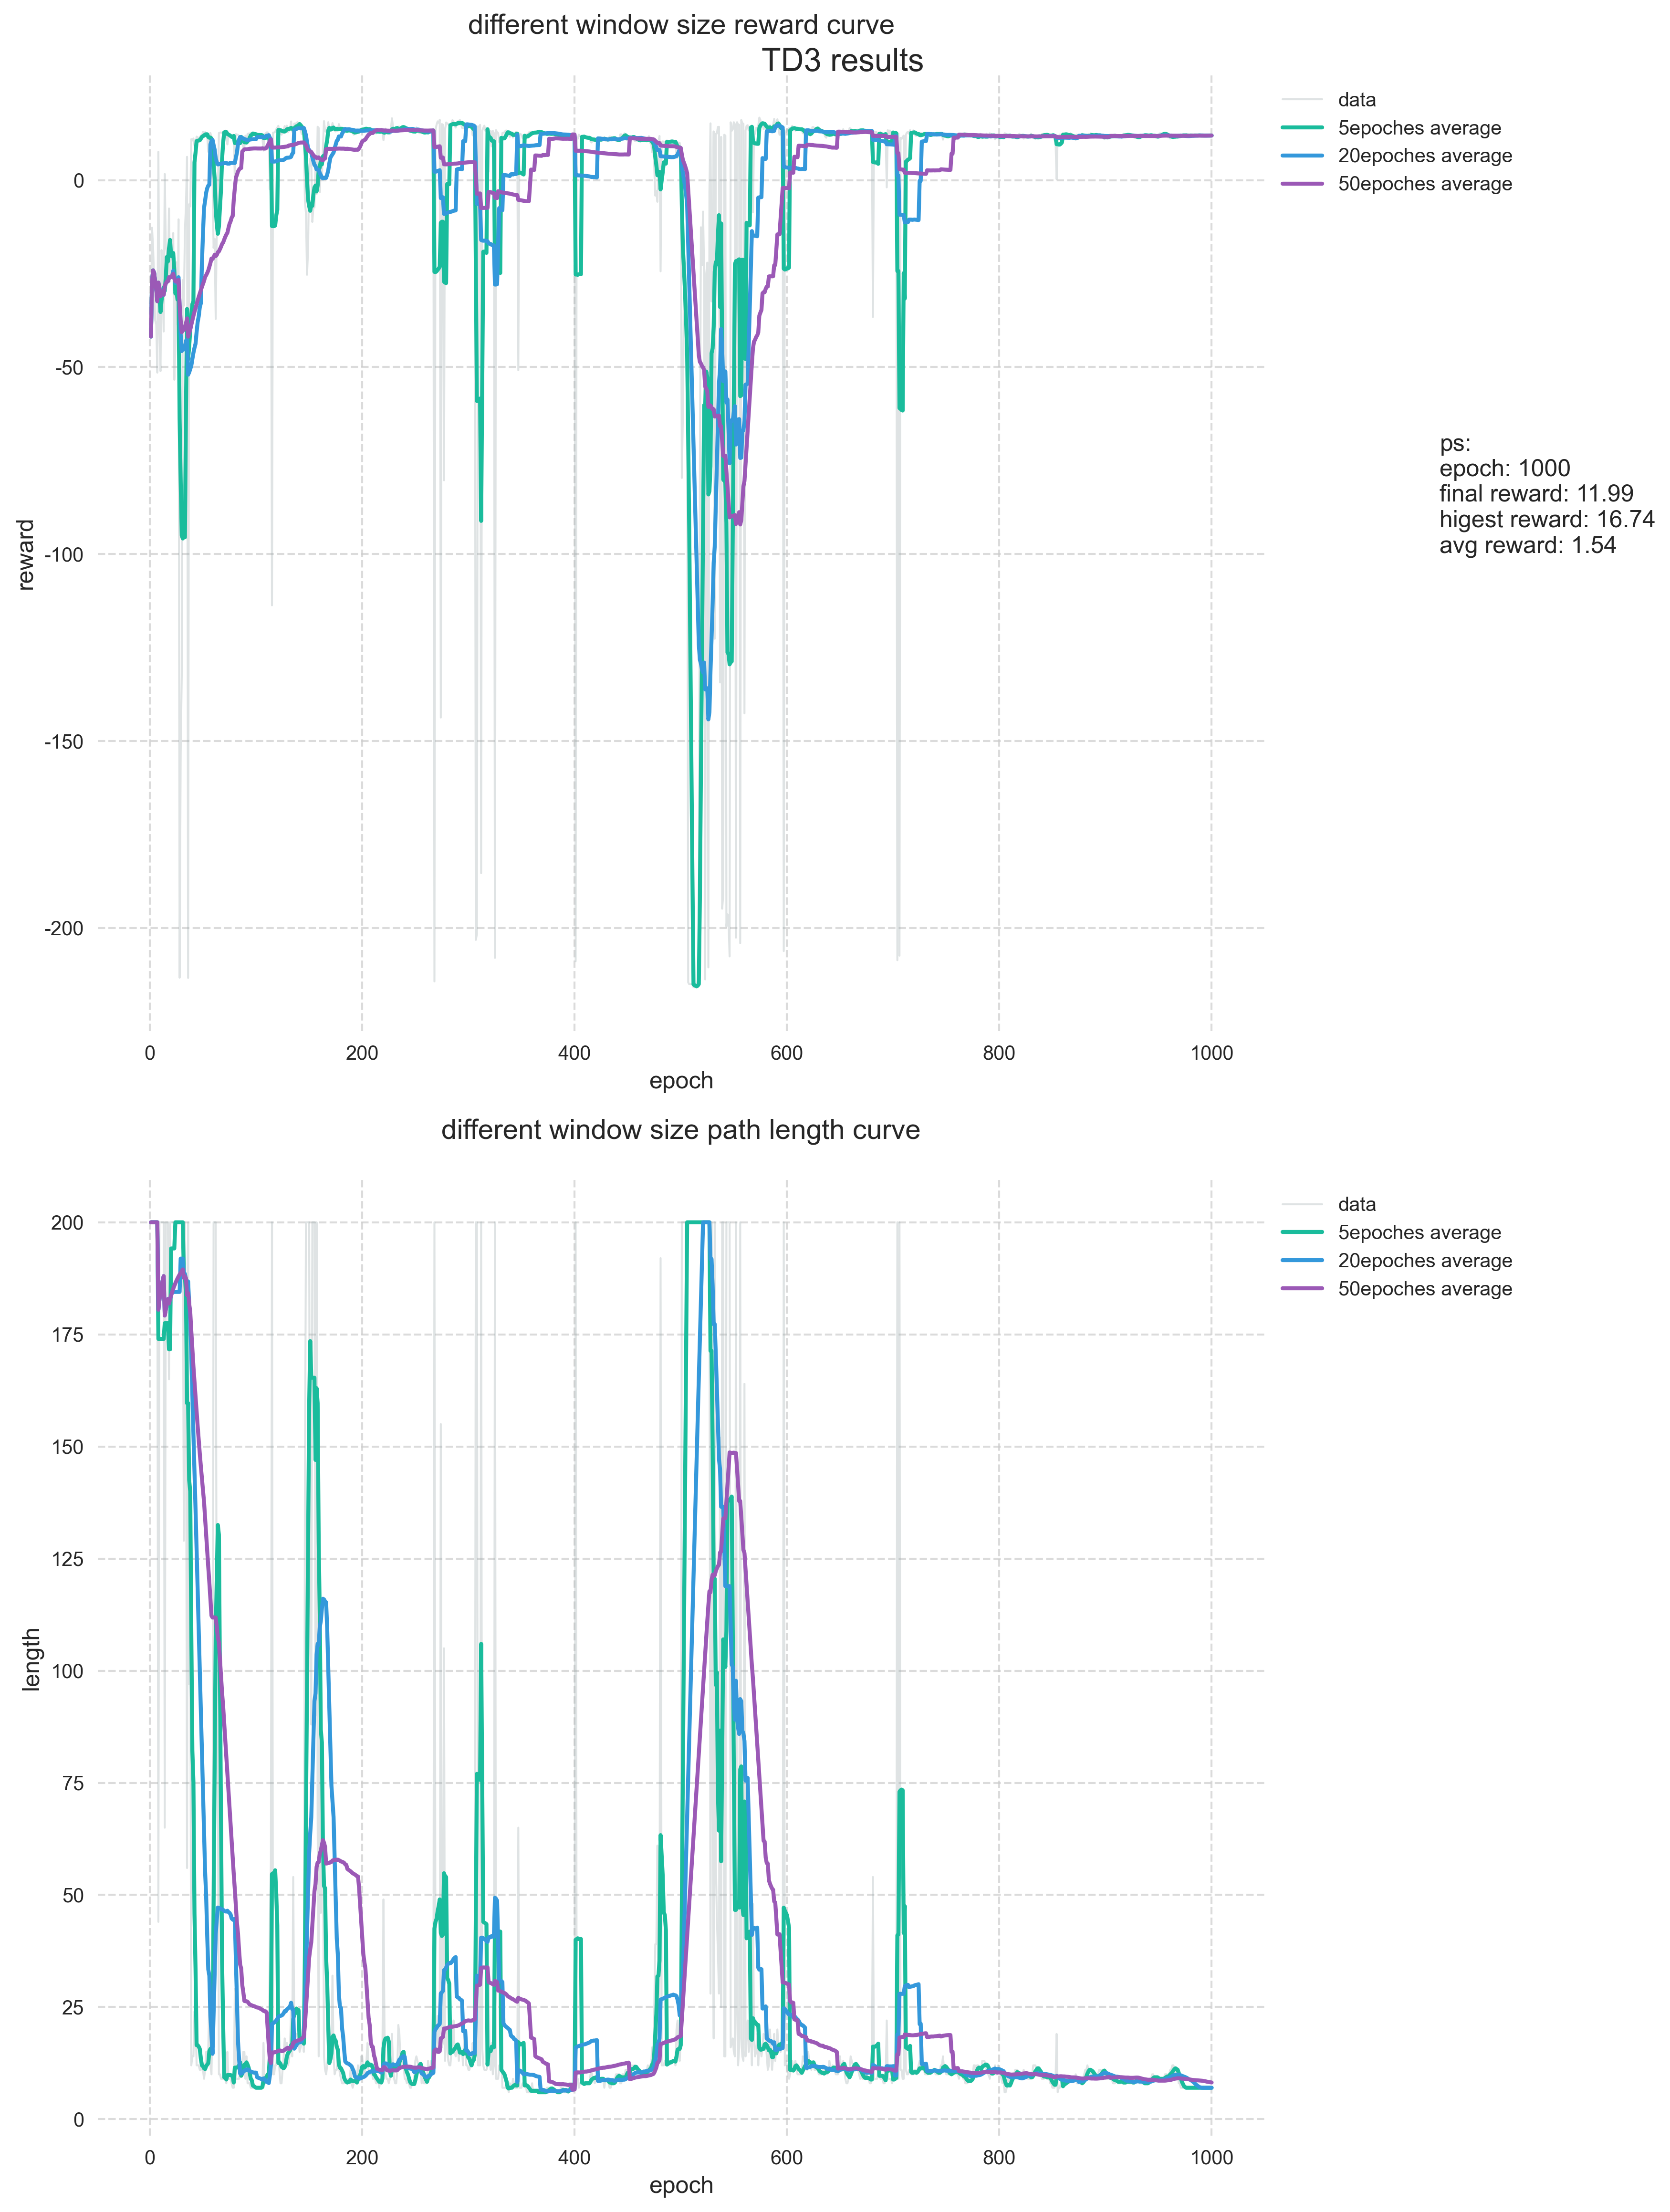 different window size reward curve
TD3 results
data
5epoches average
20epoches average
50epoches average
0
-50
-100
-150
-200
reward
ps:
epoch: 1000
final reward: 11.99
higest reward: 16.74
avg reward: 1.54
0 200 400 600 800 1000
epoch
different window size path length curve
data
5epoches average
20epoches average
50epoches average
200
175
150
125
100
75
50
25
0
length
0 200 400 600 800 1000
epoch